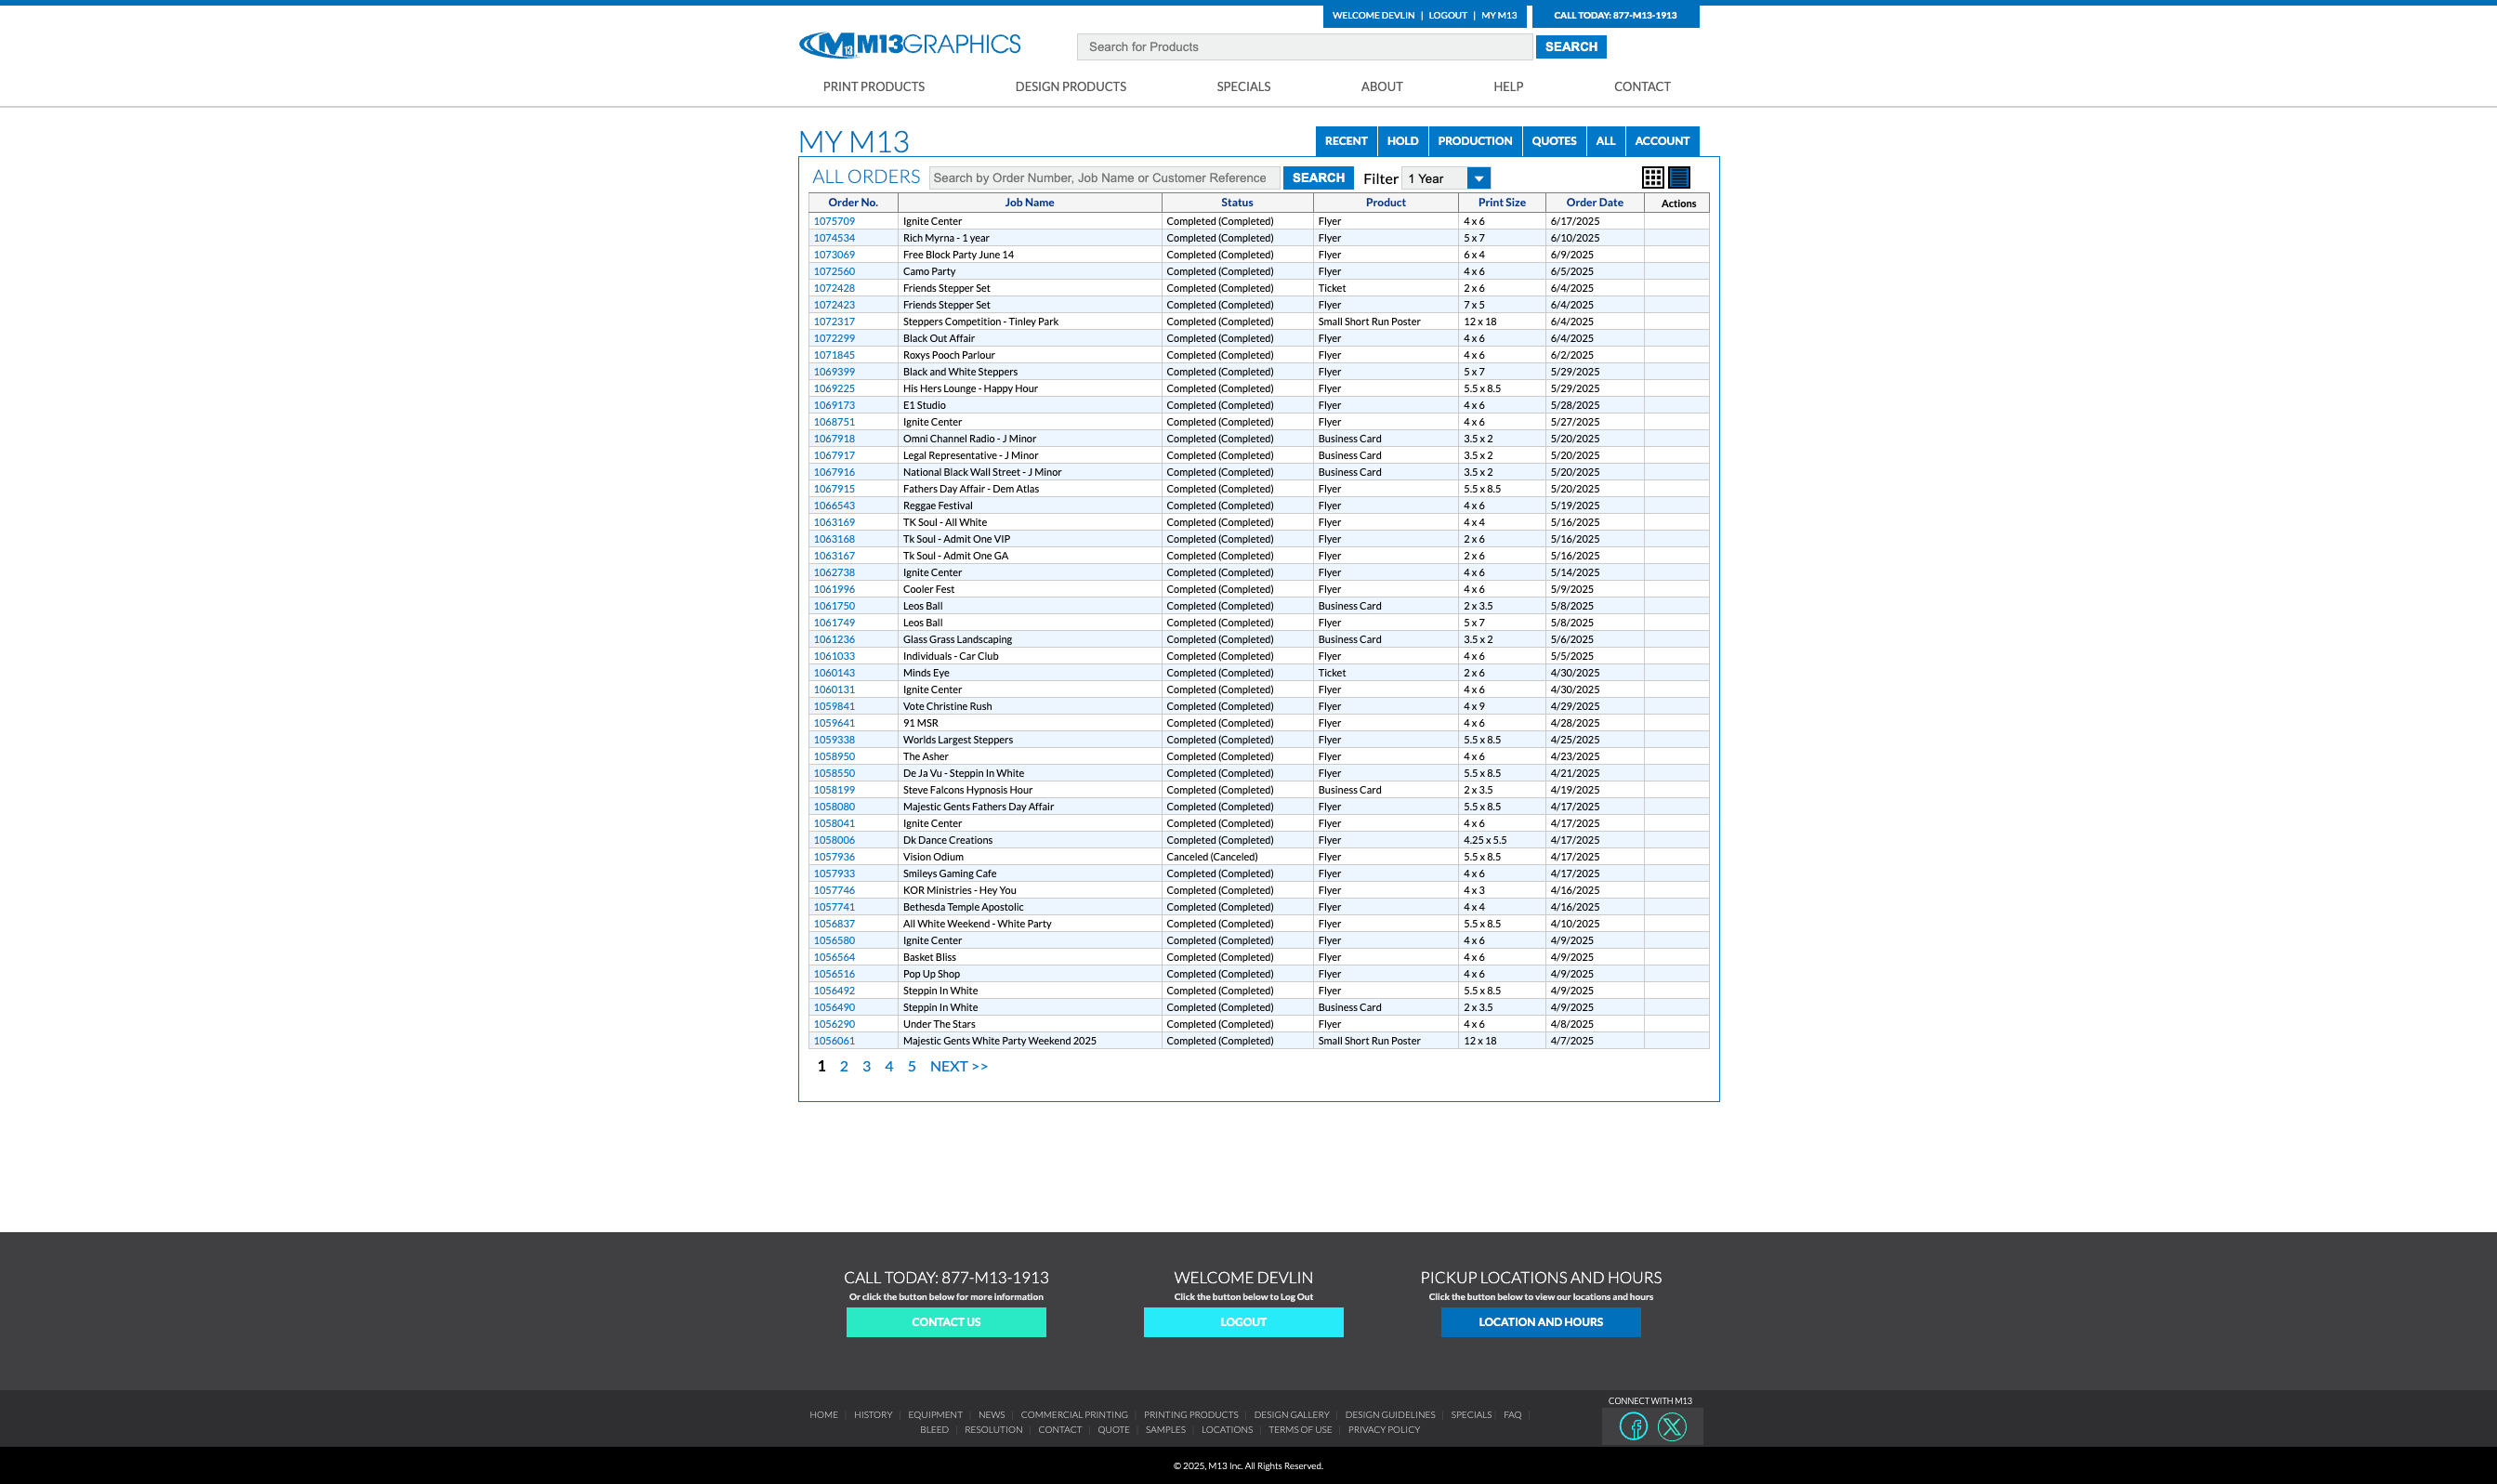 WELCOME DEVLIN | LOGOUT | MY M13
CALL TODAY: 877-M13-1913
M13GRAPHICS
Search for Products
SEARCH
PRINT PRODUCTS DESIGN PRODUCTS SPECIALS ABOUT HELP CONTACT
MY M13
RECENT HOLD PRODUCTION QUOTES ALL ACCOUNT
ALL ORDERS Search by Order Number, Job Name or Customer Reference SEARCH Filter 1 Year
Order No. Job Name Status Product Print Size Order Date Actions
1075709 Ignite Center Completed (Completed) Flyer 4 x 6 6/17/2025
1074534 Rich Myrna - 1 year Completed (Completed) Flyer 5 x 7 6/10/2025
1073069 Free Block Party June 14 Completed (Completed) Flyer 6 x 4 6/9/2025
1072560 Camo Party Completed (Completed) Flyer 4 x 6 6/5/2025
1072428 Friends Stepper Set Completed (Completed) Ticket 2 x 6 6/4/2025
1072423 Friends Stepper Set Completed (Completed) Flyer 7 x 5 6/4/2025
1072317 Steppers Competition - Tinley Park Completed (Completed) Small Short Run Poster 12 x 18 6/4/2025
1072299 Black Out Affair Completed (Completed) Flyer 4 x 6 6/4/2025
1071845 Roxys Pooch Parlour Completed (Completed) Flyer 4 x 6 6/2/2025
1069399 Black and White Steppers Completed (Completed) Flyer 5 x 7 5/29/2025
1069225 His Hers Lounge - Happy Hour Completed (Completed) Flyer 5.5 x 8.5 5/29/2025
1069173 E1 Studio Completed (Completed) Flyer 4 x 6 5/28/2025
1068751 Ignite Center Completed (Completed) Flyer 4 x 6 5/27/2025
1067918 Omni Channel Radio - J Minor Completed (Completed) Business Card 3.5 x 2 5/20/2025
1067917 Legal Representative - J Minor Completed (Completed) Business Card 3.5 x 2 5/20/2025
1067916 National Black Wall Street - J Minor Completed (Completed) Business Card 3.5 x 2 5/20/2025
1067915 Fathers Day Affair - Dem Atlas Completed (Completed) Flyer 5.5 x 8.5 5/20/2025
1066543 Reggae Festival Completed (Completed) Flyer 4 x 6 5/19/2025
1063169 TK Soul - All White Completed (Completed) Flyer 4 x 4 5/16/2025
1063168 Tk Soul - Admit One VIP Completed (Completed) Flyer 2 x 6 5/16/2025
1063167 Tk Soul - Admit One GA Completed (Completed) Flyer 2 x 6 5/16/2025
1062738 Ignite Center Completed (Completed) Flyer 4 x 6 5/14/2025
1061996 Cooler Fest Completed (Completed) Flyer 4 x 6 5/9/2025
1061750 Leos Ball Completed (Completed) Business Card 2 x 3.5 5/8/2025
1061749 Leos Ball Completed (Completed) Flyer 5 x 7 5/8/2025
1061236 Glass Grass Landscaping Completed (Completed) Business Card 3.5 x 2 5/6/2025
1061033 Individuals - Car Club Completed (Completed) Flyer 4 x 6 5/5/2025
1060143 Minds Eye Completed (Completed) Ticket 2 x 6 4/30/2025
1060131 Ignite Center Completed (Completed) Flyer 4 x 6 4/30/2025
1059841 Vote Christine Rush Completed (Completed) Flyer 4 x 9 4/29/2025
1059641 91 MSR Completed (Completed) Flyer 4 x 6 4/28/2025
1059338 Worlds Largest Steppers Completed (Completed) Flyer 5.5 x 8.5 4/25/2025
1058950 The Asher Completed (Completed) Flyer 4 x 6 4/23/2025
1058550 De Ja Vu - Steppin In White Completed (Completed) Flyer 5.5 x 8.5 4/21/2025
1058199 Steve Falcons Hypnosis Hour Completed (Completed) Business Card 2 x 3.5 4/19/2025
1058080 Majestic Gents Fathers Day Affair Completed (Completed) Flyer 5.5 x 8.5 4/17/2025
1058041 Ignite Center Completed (Completed) Flyer 4 x 6 4/17/2025
1058006 Dk Dance Creations Completed (Completed) Flyer 4.25 x 5.5 4/17/2025
1057936 Vision Odium Canceled (Canceled) Flyer 5.5 x 8.5 4/17/2025
1057933 Smileys Gaming Cafe Completed (Completed) Flyer 4 x 6 4/17/2025
1057746 KOR Ministries - Hey You Completed (Completed) Flyer 4 x 3 4/16/2025
1057741 Bethesda Temple Apostolic Completed (Completed) Flyer 4 x 4 4/16/2025
1056837 All White Weekend - White Party Completed (Completed) Flyer 5.5 x 8.5 4/10/2025
1056580 Ignite Center Completed (Completed) Flyer 4 x 6 4/9/2025
1056564 Basket Bliss Completed (Completed) Flyer 4 x 6 4/9/2025
1056516 Pop Up Shop Completed (Completed) Flyer 4 x 6 4/9/2025
1056492 Steppin In White Completed (Completed) Flyer 5.5 x 8.5 4/9/2025
1056490 Steppin In White Completed (Completed) Business Card 2 x 3.5 4/9/2025
1056290 Under The Stars Completed (Completed) Flyer 4 x 6 4/8/2025
1056061 Majestic Gents White Party Weekend 2025 Completed (Completed) Small Short Run Poster 12 x 18 4/7/2025
1 2 3 4 5 NEXT >>
CALL TODAY: 877-M13-1913
Or click the button below for more information
CONTACT US
WELCOME DEVLIN
Click the button below to Log Out
LOGOUT
PICKUP LOCATIONS AND HOURS
Click the button below to view our locations and hours
LOCATION AND HOURS
HOME | HISTORY | EQUIPMENT | NEWS | COMMERCIAL PRINTING | PRINTING PRODUCTS | DESIGN GALLERY | DESIGN GUIDELINES | SPECIALS | FAQ |
BLEED | RESOLUTION | CONTACT | QUOTE | SAMPLES | LOCATIONS | TERMS OF USE | PRIVACY POLICY
CONNECT WITH M13
© 2025, M13 Inc. All Rights Reserved.